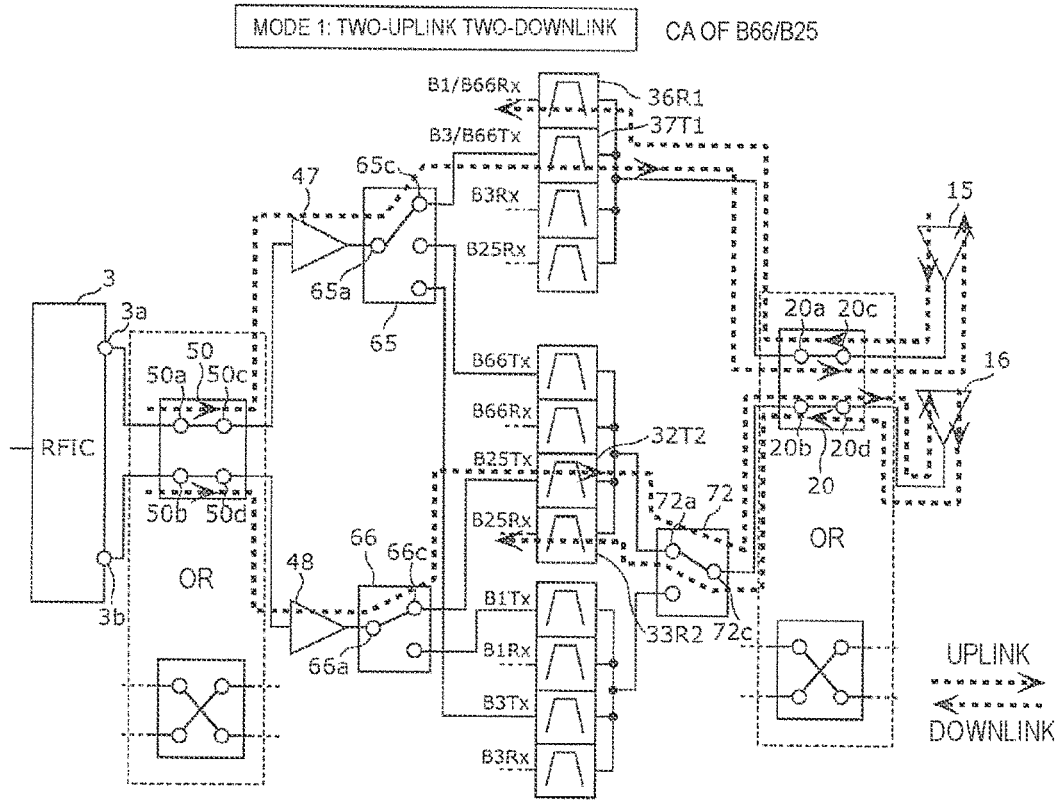 MODE 1: TWO-UPLINK TWO-DOWNLINK CA OF B66/B25
B1/B66Rx
36R1
37T1
B3/B66Tx
65c
47
B3Rx
15
B25Rx
65a
65
3
3a
20a 20c
50
50a 50c
B66Tx
16
B66Rx
RFIC
32T2
B25Tx
20b 20d
20
72a 72
50b 50d
B25Rx
OR
OR
66
66c
48
3b
B1Tx
33R2
72c
66a
B1Rx
UPLINK
B3Tx
DOWNLINK
B3Rx